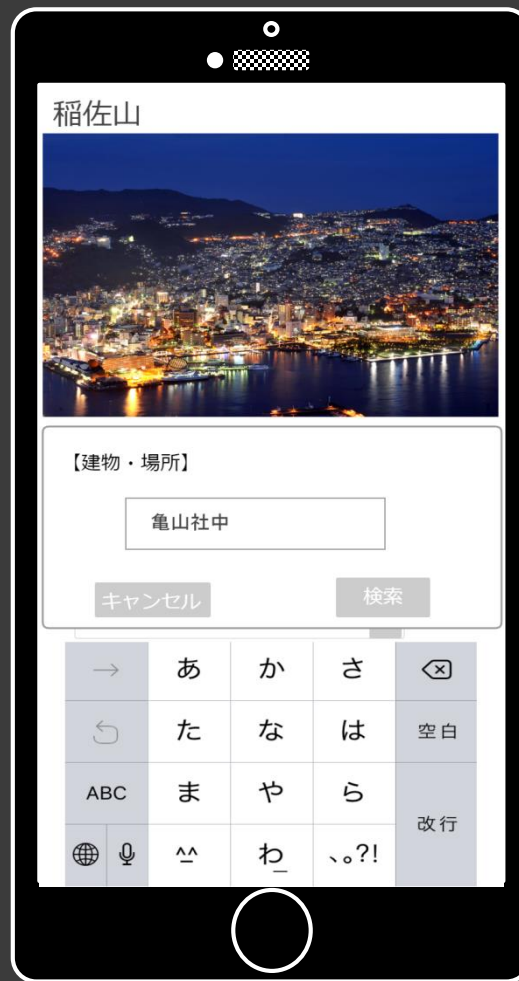 稲佐山
【建物・場所】
亀山社中
キャンセル 検索
→ あ か さ
た な は 空白
ABC ま や ら
改行
^^ わ_ 、。?!